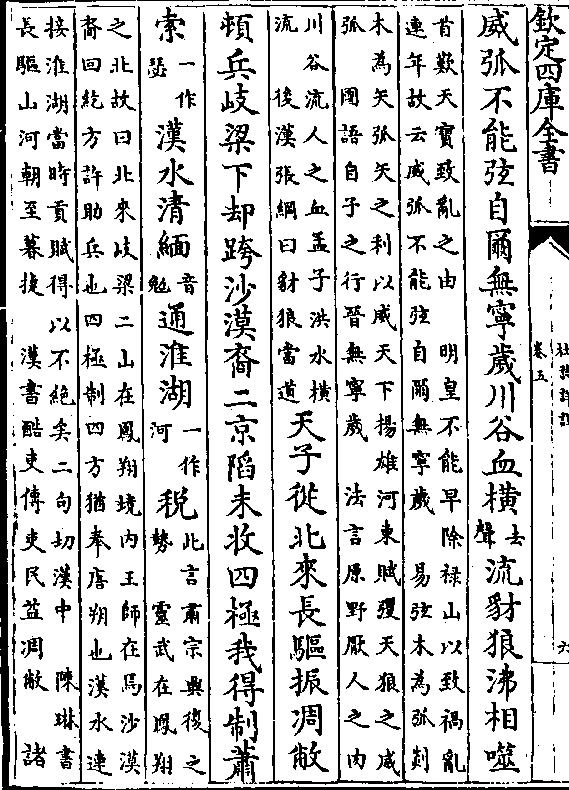 欽定四庫全書
杜詩詳註
卷五
六
威弧不能弦自爾無寧歲川谷血橫去聲流豺狼沸相噬
首歎天寶致亂之由　明皇不能早除禄山以致禍亂
連年故云威弧不能弦自爾無寧歲　易弦木為弧剡
木為矢弧矢之利以威天下揚雄河東賦彏天狼之威
弧　國語自子之行晉無寧歲　法言原野厭人之肉
川谷流人之血孟子洪水橫
流　後漢張綱曰豺狼當道
天子從北來長驅振凋敝
頓兵岐梁下却跨沙漠裔二京陷未收四極我得制蕭
索一作瑟漢水清緬音勉通淮湖一作河税
此言肅宗興復之
勢　靈武在鳳翔
之北故曰北來岐梁二山在鳳翔境内王師在焉沙漠
裔回紇方許助兵也四極制四方猶奉唐朔也漢水連
接淮湖當時貢賦得以不絶矣二句切漢中　陳琳書
長驅山河朝至暮捷　漢書酷吏傳吏民益凋敝　諸